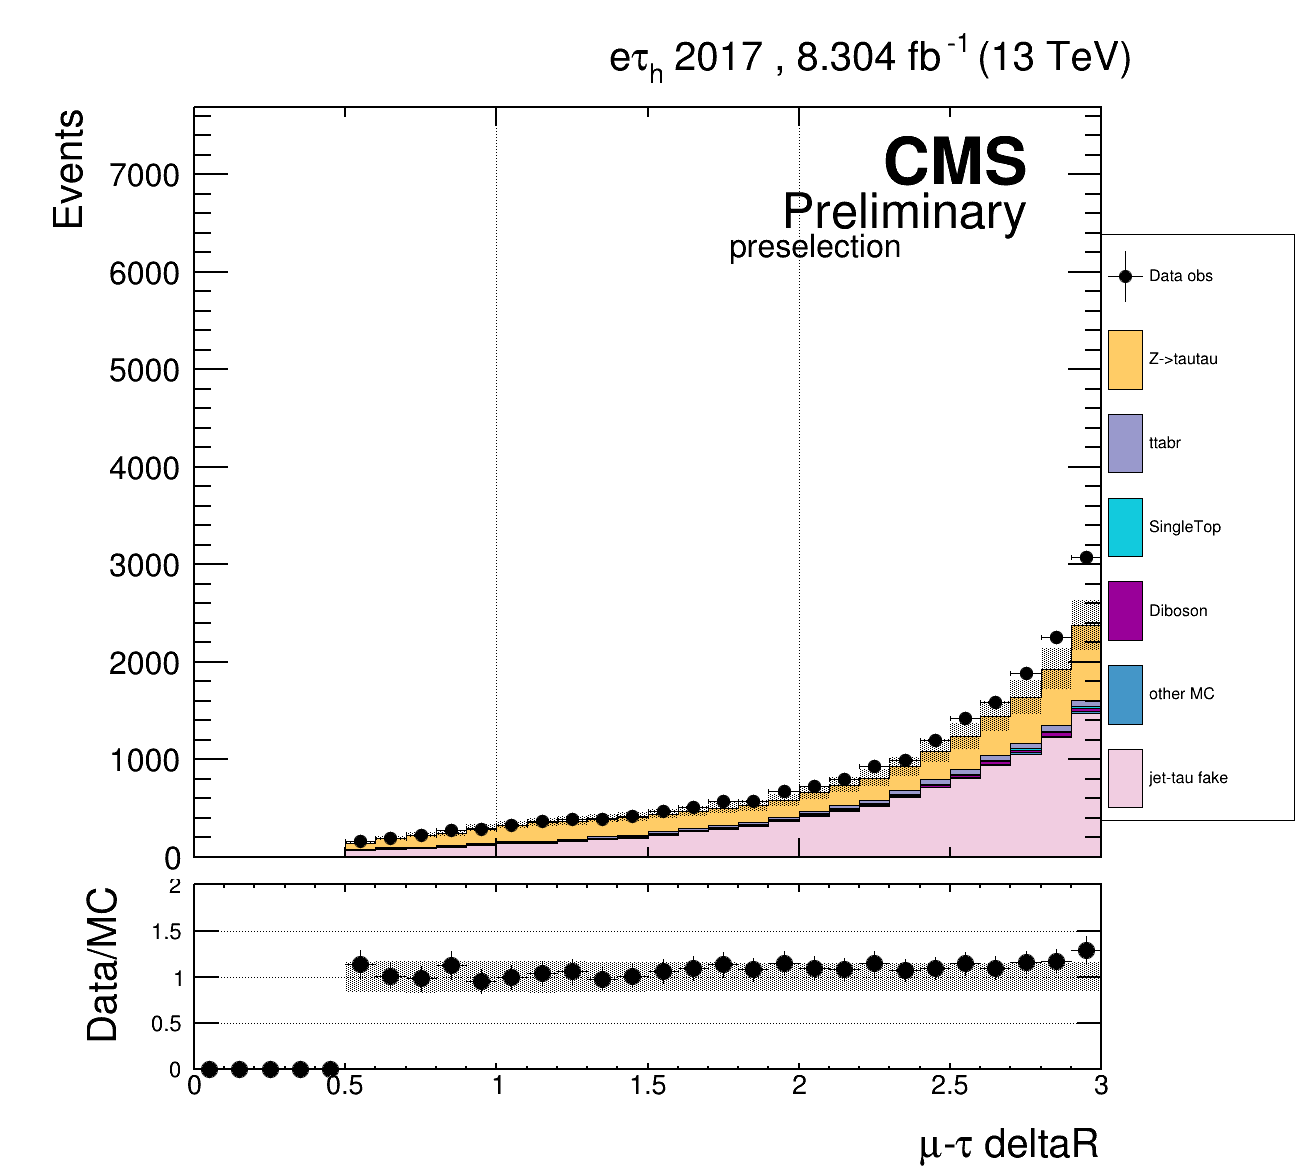 eτh 2017 , 8.304 fb-1 (13 TeV)
Events
7000
6000
5000
4000
3000
2000
1000
0
CMS
Preliminary
preselection
Data obs
Z->tautau
ttabr
SingleTop
Diboson
other MC
jet-tau fake
Data/MC
2
1.5
1
0.5
0
0 0.5 1 1.5 2 2.5 3
μ-τ deltaR